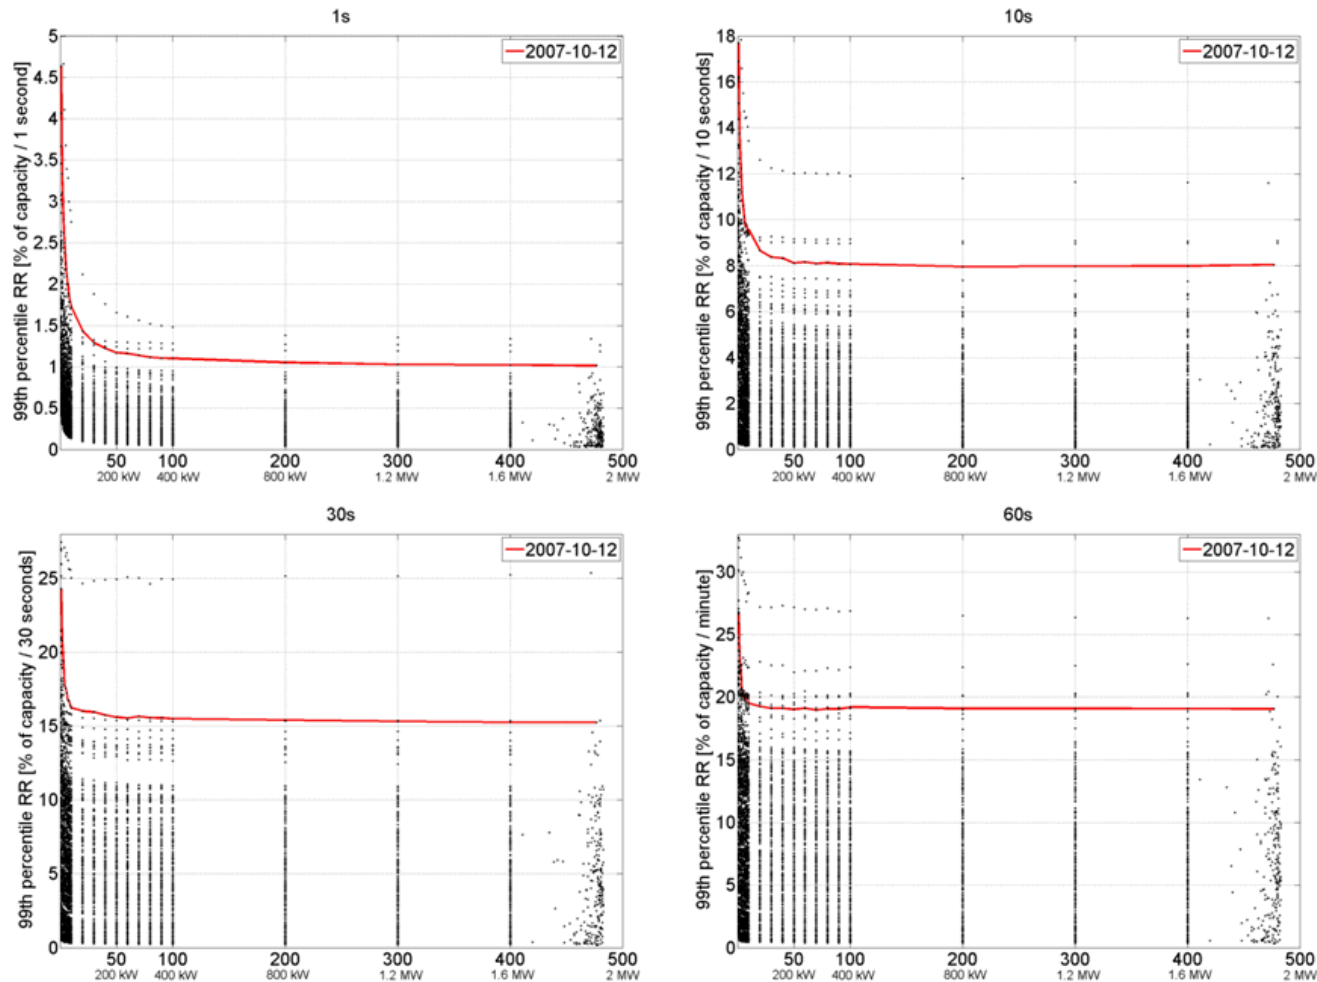 1s
2007-10-12
99th percentile RR [% of capacity / 1 second]
5
4.5
4
3.5
3
2.5
2
1.5
1
0.5
0
50 100 200 300 400 500
200 kW 400 kW 800 kW 1.2 MW 1.6 MW 2 MW
10s
2007-10-12
99th percentile RR [% of capacity / 10 seconds]
18
16
14
12
10
8
6
4
2
0
50 100 200 300 400 500
200 kW 400 kW 800 kW 1.2 MW 1.6 MW 2 MW
30s
2007-10-12
99th percentile RR [% of capacity / 30 seconds]
25
20
15
10
5
0
50 100 200 300 400 500
200 kW 400 kW 800 kW 1.2 MW 1.6 MW 2 MW
60s
2007-10-12
99th percentile RR [% of capacity / minute]
30
25
20
15
10
5
0
50 100 200 300 400 500
200 kW 400 kW 800 kW 1.2 MW 1.6 MW 2 MW